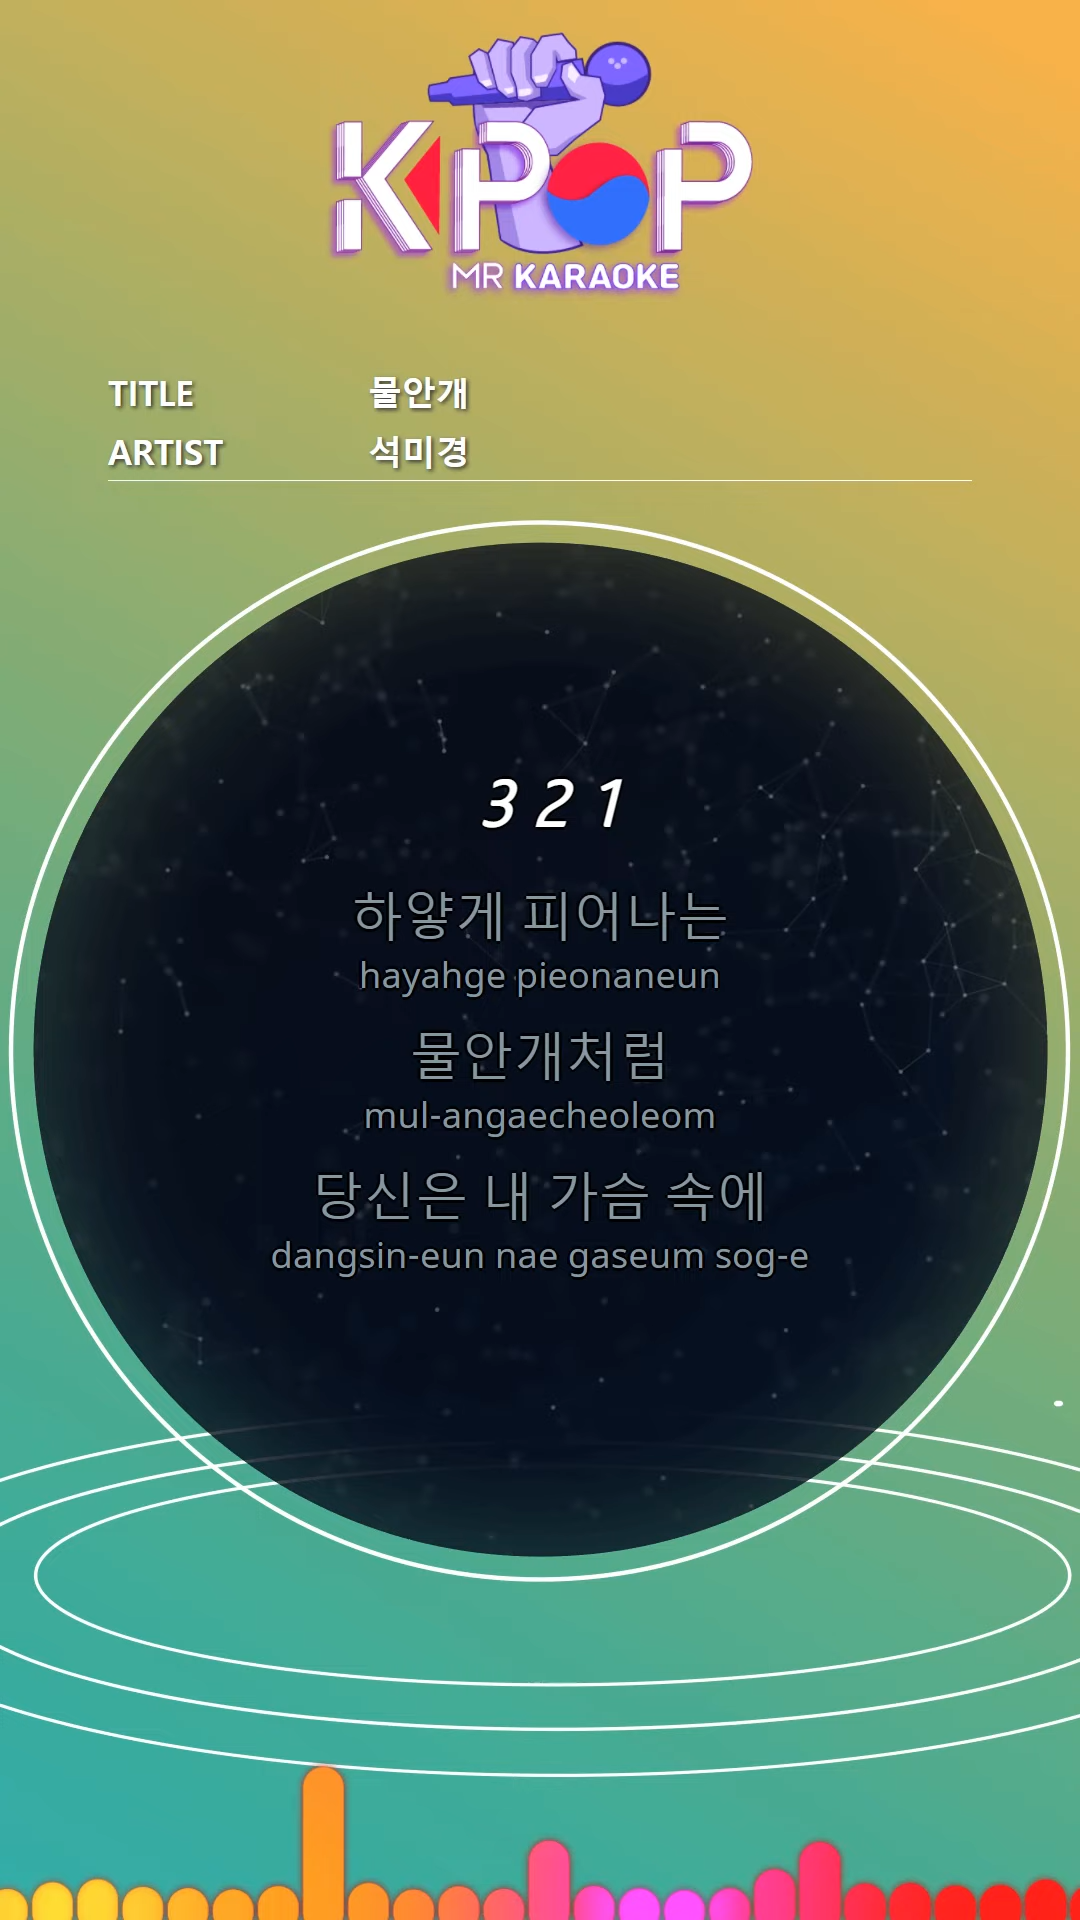 KPOP
MR KARAOKE
TITLE 물안개
ARTIST 석미경
3 2 1
하얗게 피어나는
hayahge pieonaneun
물안개처럼
mul-angaecheoleom
당신은 내 가슴 속에
dangsin-eun nae gaseum sog-e